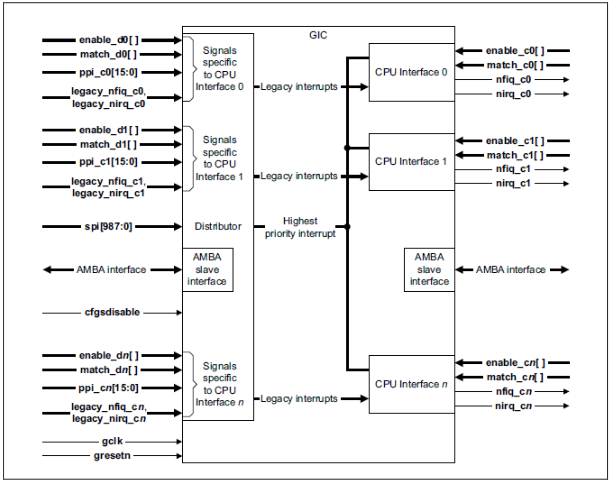 GIC
enable_d0[ ]
match_d0[ ]
ppi_c0[15:0]
legacy_nfiq_c0,
legacy_nirq_c0
Signals
specific
to CPU
Interface 0
Legacy interrupts
CPU Interface 0
enable_c0[ ]
match_c0[ ]
nfiq_c0
nirq_c0
enable_d1[ ]
match_d1[ ]
ppi_c1[15:0]
legacy_nfiq_c1,
legacy_nirq_c1
Signals
specific
to CPU
Interface 1
Legacy interrupts
CPU Interface 1
enable_c1[ ]
match_c1[ ]
nfiq_c1
nirq_c1
spi[987:0]
Distributor
Highest
priority interrupt
AMBA interface
AMBA
slave
interface
AMBA
slave
interface
AMBA interface
cfgsdisable
enable_dn[ ]
match_dn[ ]
ppi_cn[15:0]
legacy_nfiq_cn,
legacy_nirq_cn
Signals
specific
to CPU
Interface n
Legacy interrupts
CPU Interface n
enable_cn[ ]
match_cn[ ]
nfiq_cn
nirq_cn
gclk
gresetn